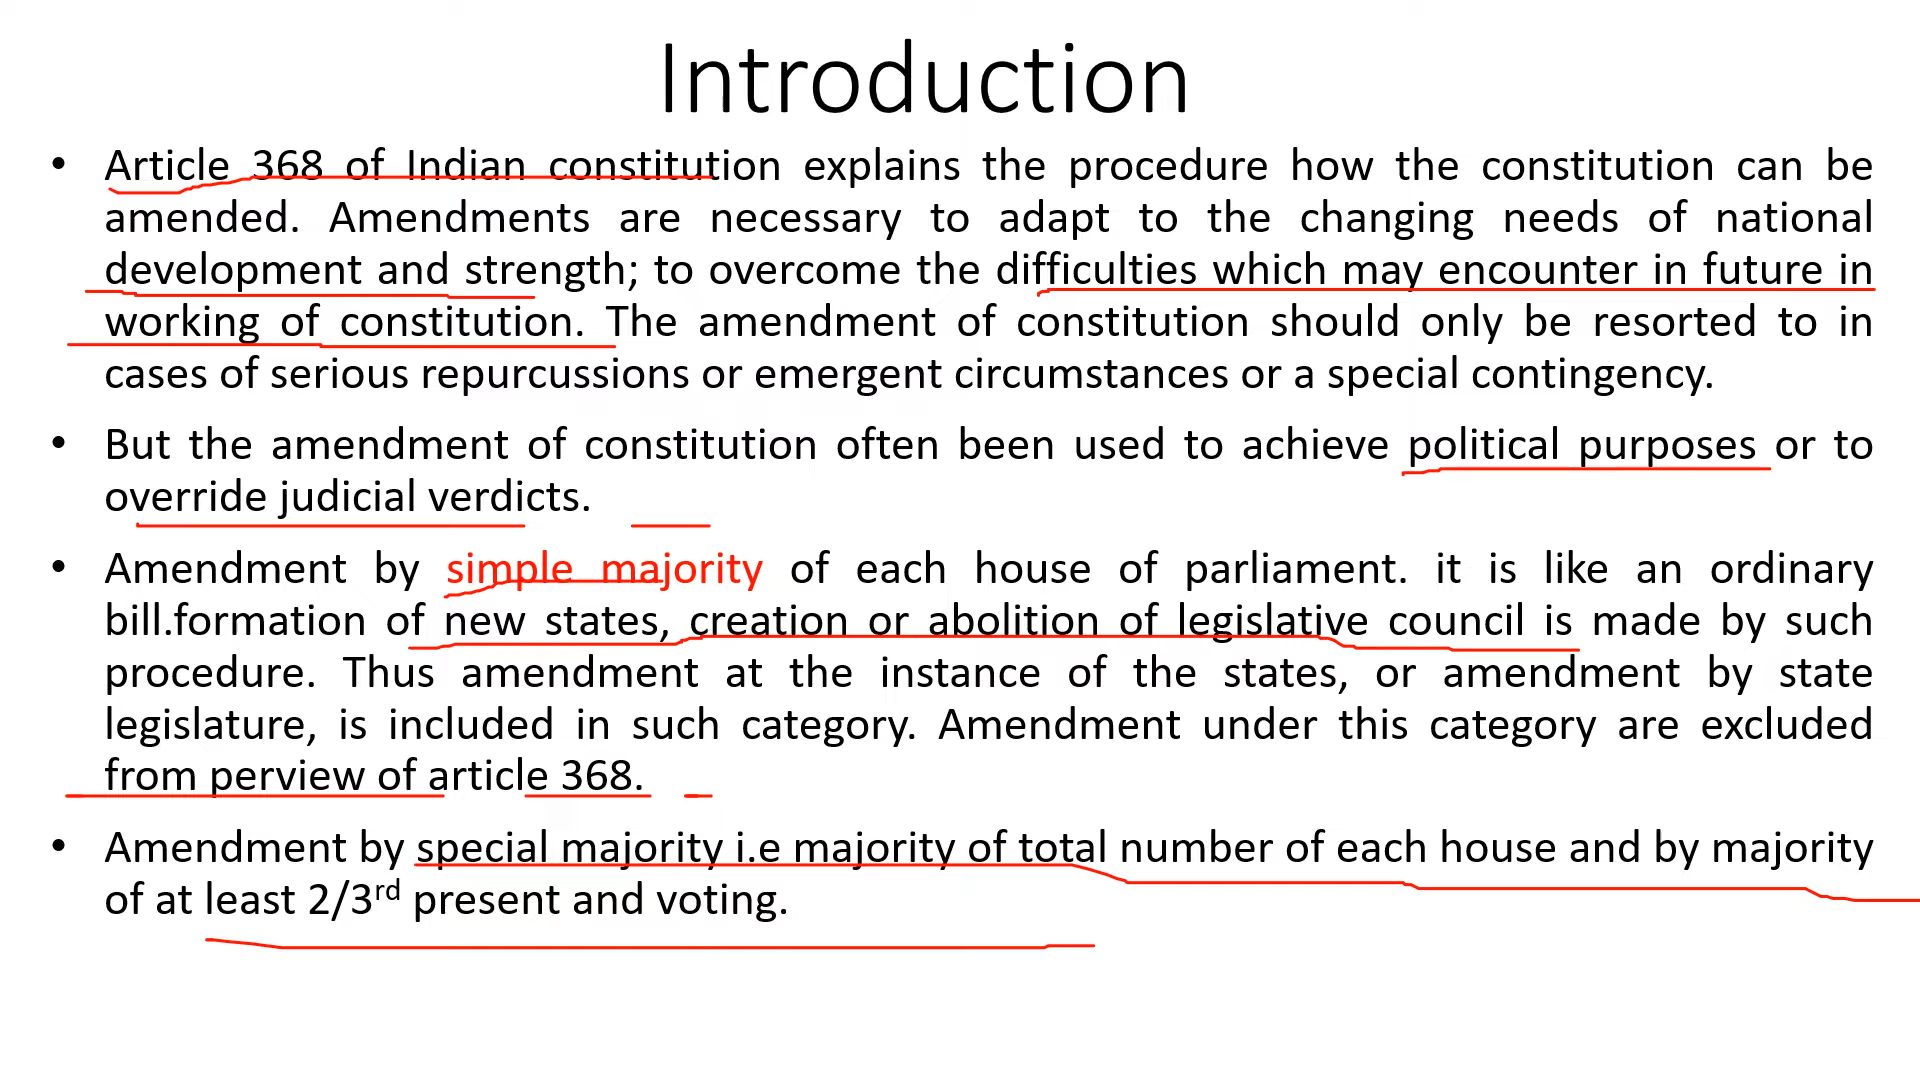 Introduction
• Article 368 of Indian constitution explains the procedure how the constitution can be
amended. Amendments are necessary to adapt to the changing needs of national
development and strength; to overcome the difficulties which may encounter in future in
working of constitution. The amendment of constitution should only be resorted to in
cases of serious repurcussions or emergent circumstances or a special contingency.
• But the amendment of constitution often been used to achieve political purposes or to
override judicial verdicts.
• Amendment by simple majority of each house of parliament. it is like an ordinary
bill.formation of new states, creation or abolition of legislative council is made by such
procedure. Thus amendment at the instance of the states, or amendment by state
legislature, is included in such category. Amendment under this category are excluded
from perview of article 368.
• Amendment by special majority i.e majority of total number of each house and by majority
of at least 2/3rd present and voting.